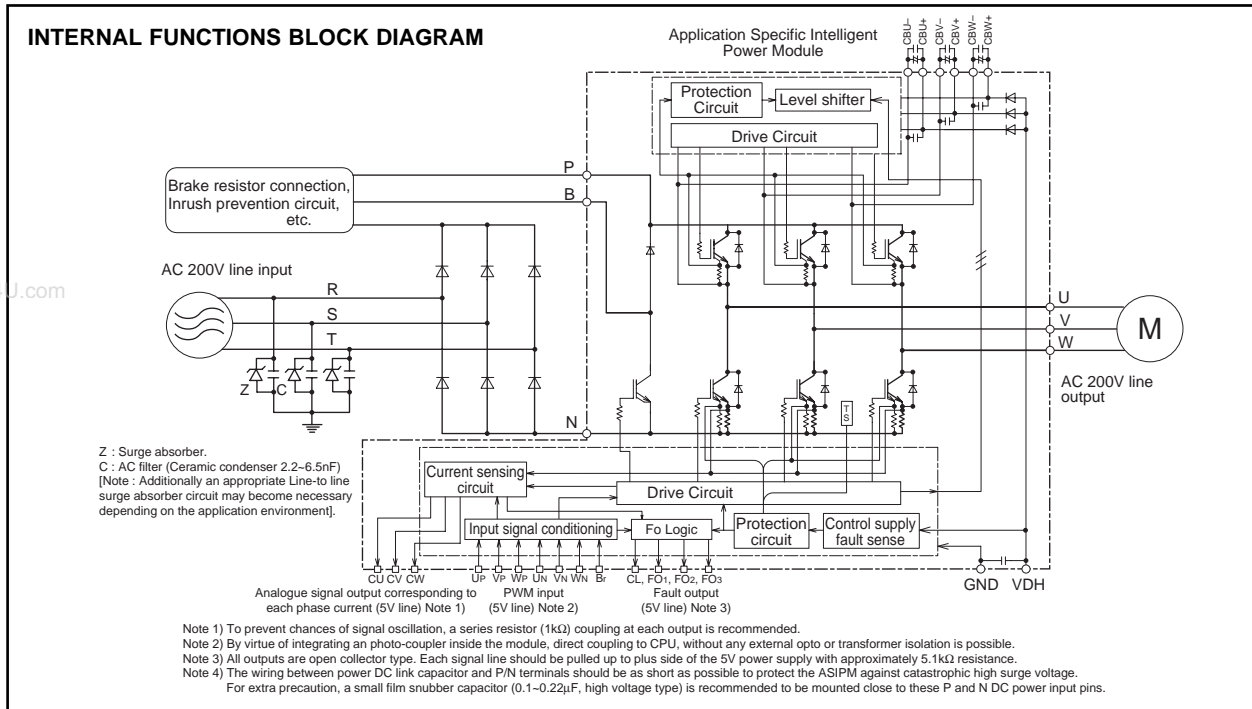 INTERNAL FUNCTIONS BLOCK DIAGRAM
Application Specific Intelligent
Power Module
CBU–
CBU+
CBV–
CBV+
CBW–
CBW+
Protection
Circuit
Level shifter
Drive Circuit
P
B
Brake resistor connection,
Inrush prevention circuit,
etc.
AC 200V line input
U.com
R
S
T
Z
C
N
U
V
W
M
AC 200V line
output
T
S
Z : Surge absorber.
C : AC filter (Ceramic condenser 2.2~6.5nF)
[Note : Additionally an appropriate Line-to line
surge absorber circuit may become necessary
depending on the application environment].
Current sensing
circuit
Drive Circuit
Input signal conditioning
Fo Logic
Protection
circuit
Control supply
fault sense
CU CV CW
UP VP WP UN VN WN Br
CL, FO1, FO2, FO3
GND VDH
Analogue signal output corresponding to
each phase current (5V line) Note 1)
PWM input
(5V line) Note 2)
Fault output
(5V line) Note 3)
Note 1) To prevent chances of signal oscillation, a series resistor (1kΩ) coupling at each output is recommended.
Note 2) By virtue of integrating an photo-coupler inside the module, direct coupling to CPU, without any external opto or transformer isolation is possible.
Note 3) All outputs are open collector type. Each signal line should be pulled up to plus side of the 5V power supply with approximately 5.1kΩ resistance.
Note 4) The wiring between power DC link capacitor and P/N terminals should be as short as possible to protect the ASIPM against catastrophic high surge voltage.
For extra precaution, a small film snubber capacitor (0.1~0.22µF, high voltage type) is recommended to be mounted close to these P and N DC power input pins.